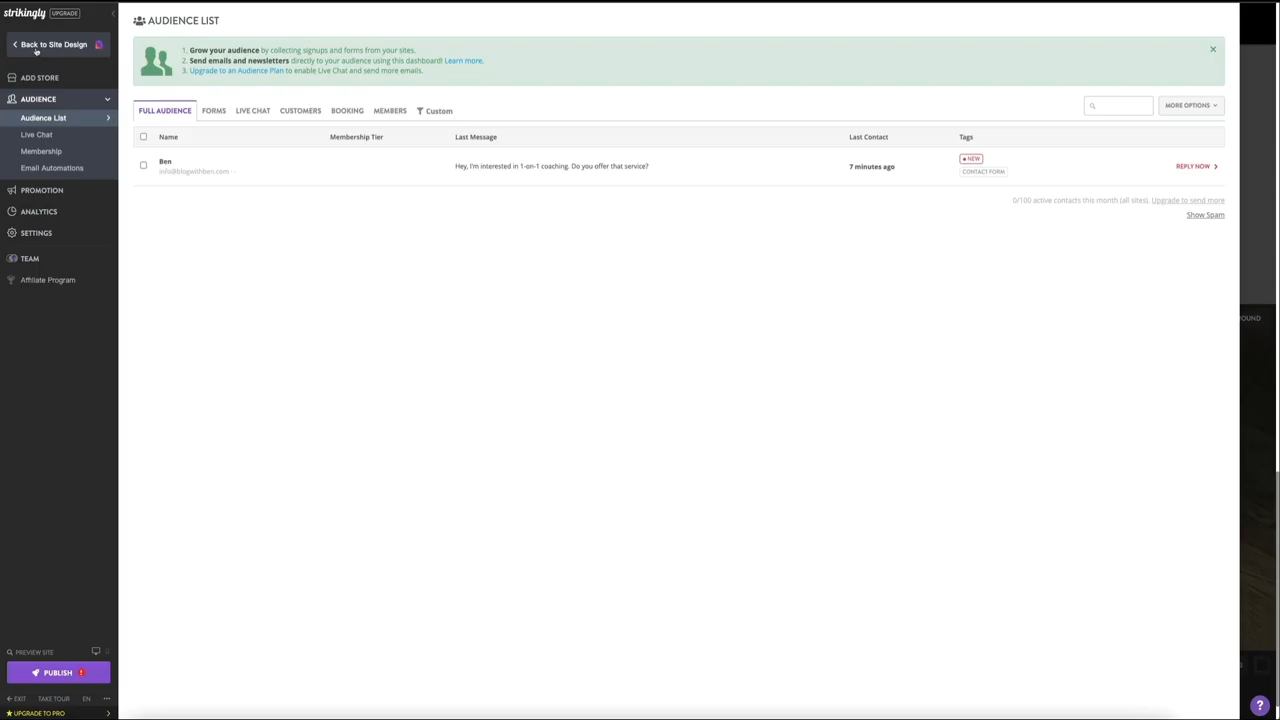 strikingly UPGRADE
Back to Site Design
ADD STORE
AUDIENCE
Audience List
Live Chat
Membership
Email Automations
PROMOTION
ANALYTICS
SETTINGS
TEAM
Affiliate Program
PREVIEW SITE
PUBLISH
EXIT TAKE TOUR EN
UPGRADE TO PRO
AUDIENCE LIST
1. Grow your audience by collecting signups and forms from your sites.
2. Send emails and newsletters directly to your audience using this dashboard! Learn more.
3. Upgrade to an Audience Plan to enable Live Chat and send more emails.
FULL AUDIENCE FORMS LIVE CHAT CUSTOMERS BOOKING MEMBERS Custom
MORE OPTIONS
Name Membership Tier Last Message Last Contact Tags
Ben
info@blogwithben.com
Hey, I'm interested in 1-on-1 coaching. Do you offer that service?
7 minutes ago
NEW
CONTACT FORM
REPLY NOW
0/100 active contacts this month (all sites). Upgrade to send more
Show Spam
?